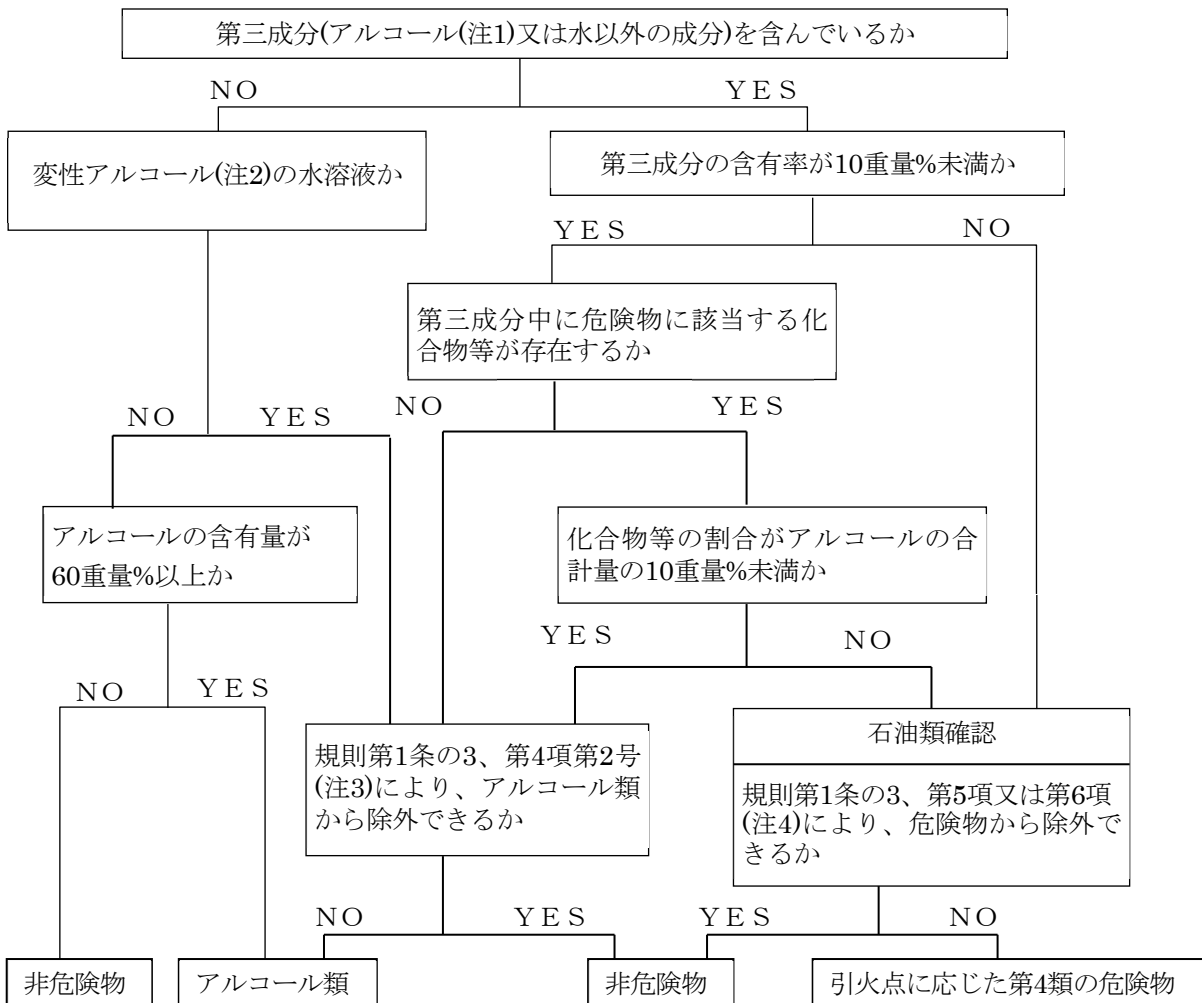 第三成分(アルコール(注1)又は水以外の成分)を含んでいるか
NO
YES
変性アルコール(注2)の水溶液か
第三成分の含有率が10重量%未満か
YES
NO
第三成分中に危険物に該当する化
合物等が存在するか
NO
YES
NO
YES
アルコールの含有量が
60重量%以上か
化合物等の割合がアルコールの合
計量の10重量%未満か
YES
NO
NO
YES
規則第1条の3、第4項第2号
(注3)により、アルコール類
から除外できるか
石油類確認
規則第1条の3、第5項又は第6項
(注4)により、危険物から除外で
きるか
NO
YES
YES
NO
非危険物
アルコール類
非危険物
引火点に応じた第4類の危険物